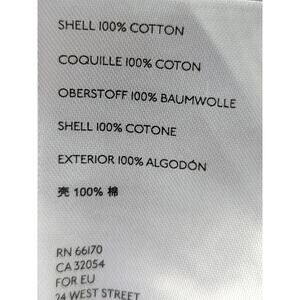 SHELL 100% COTTON
COQUILLE 100% COTON
OBERSTOFF 100% BAUMWOLLE
SHELL 100% COTONE
EXTERIOR 100% ALGODÓN
壳 100% 棉
RN 66170
CA 32054
FOR EU
24 WEST STREET